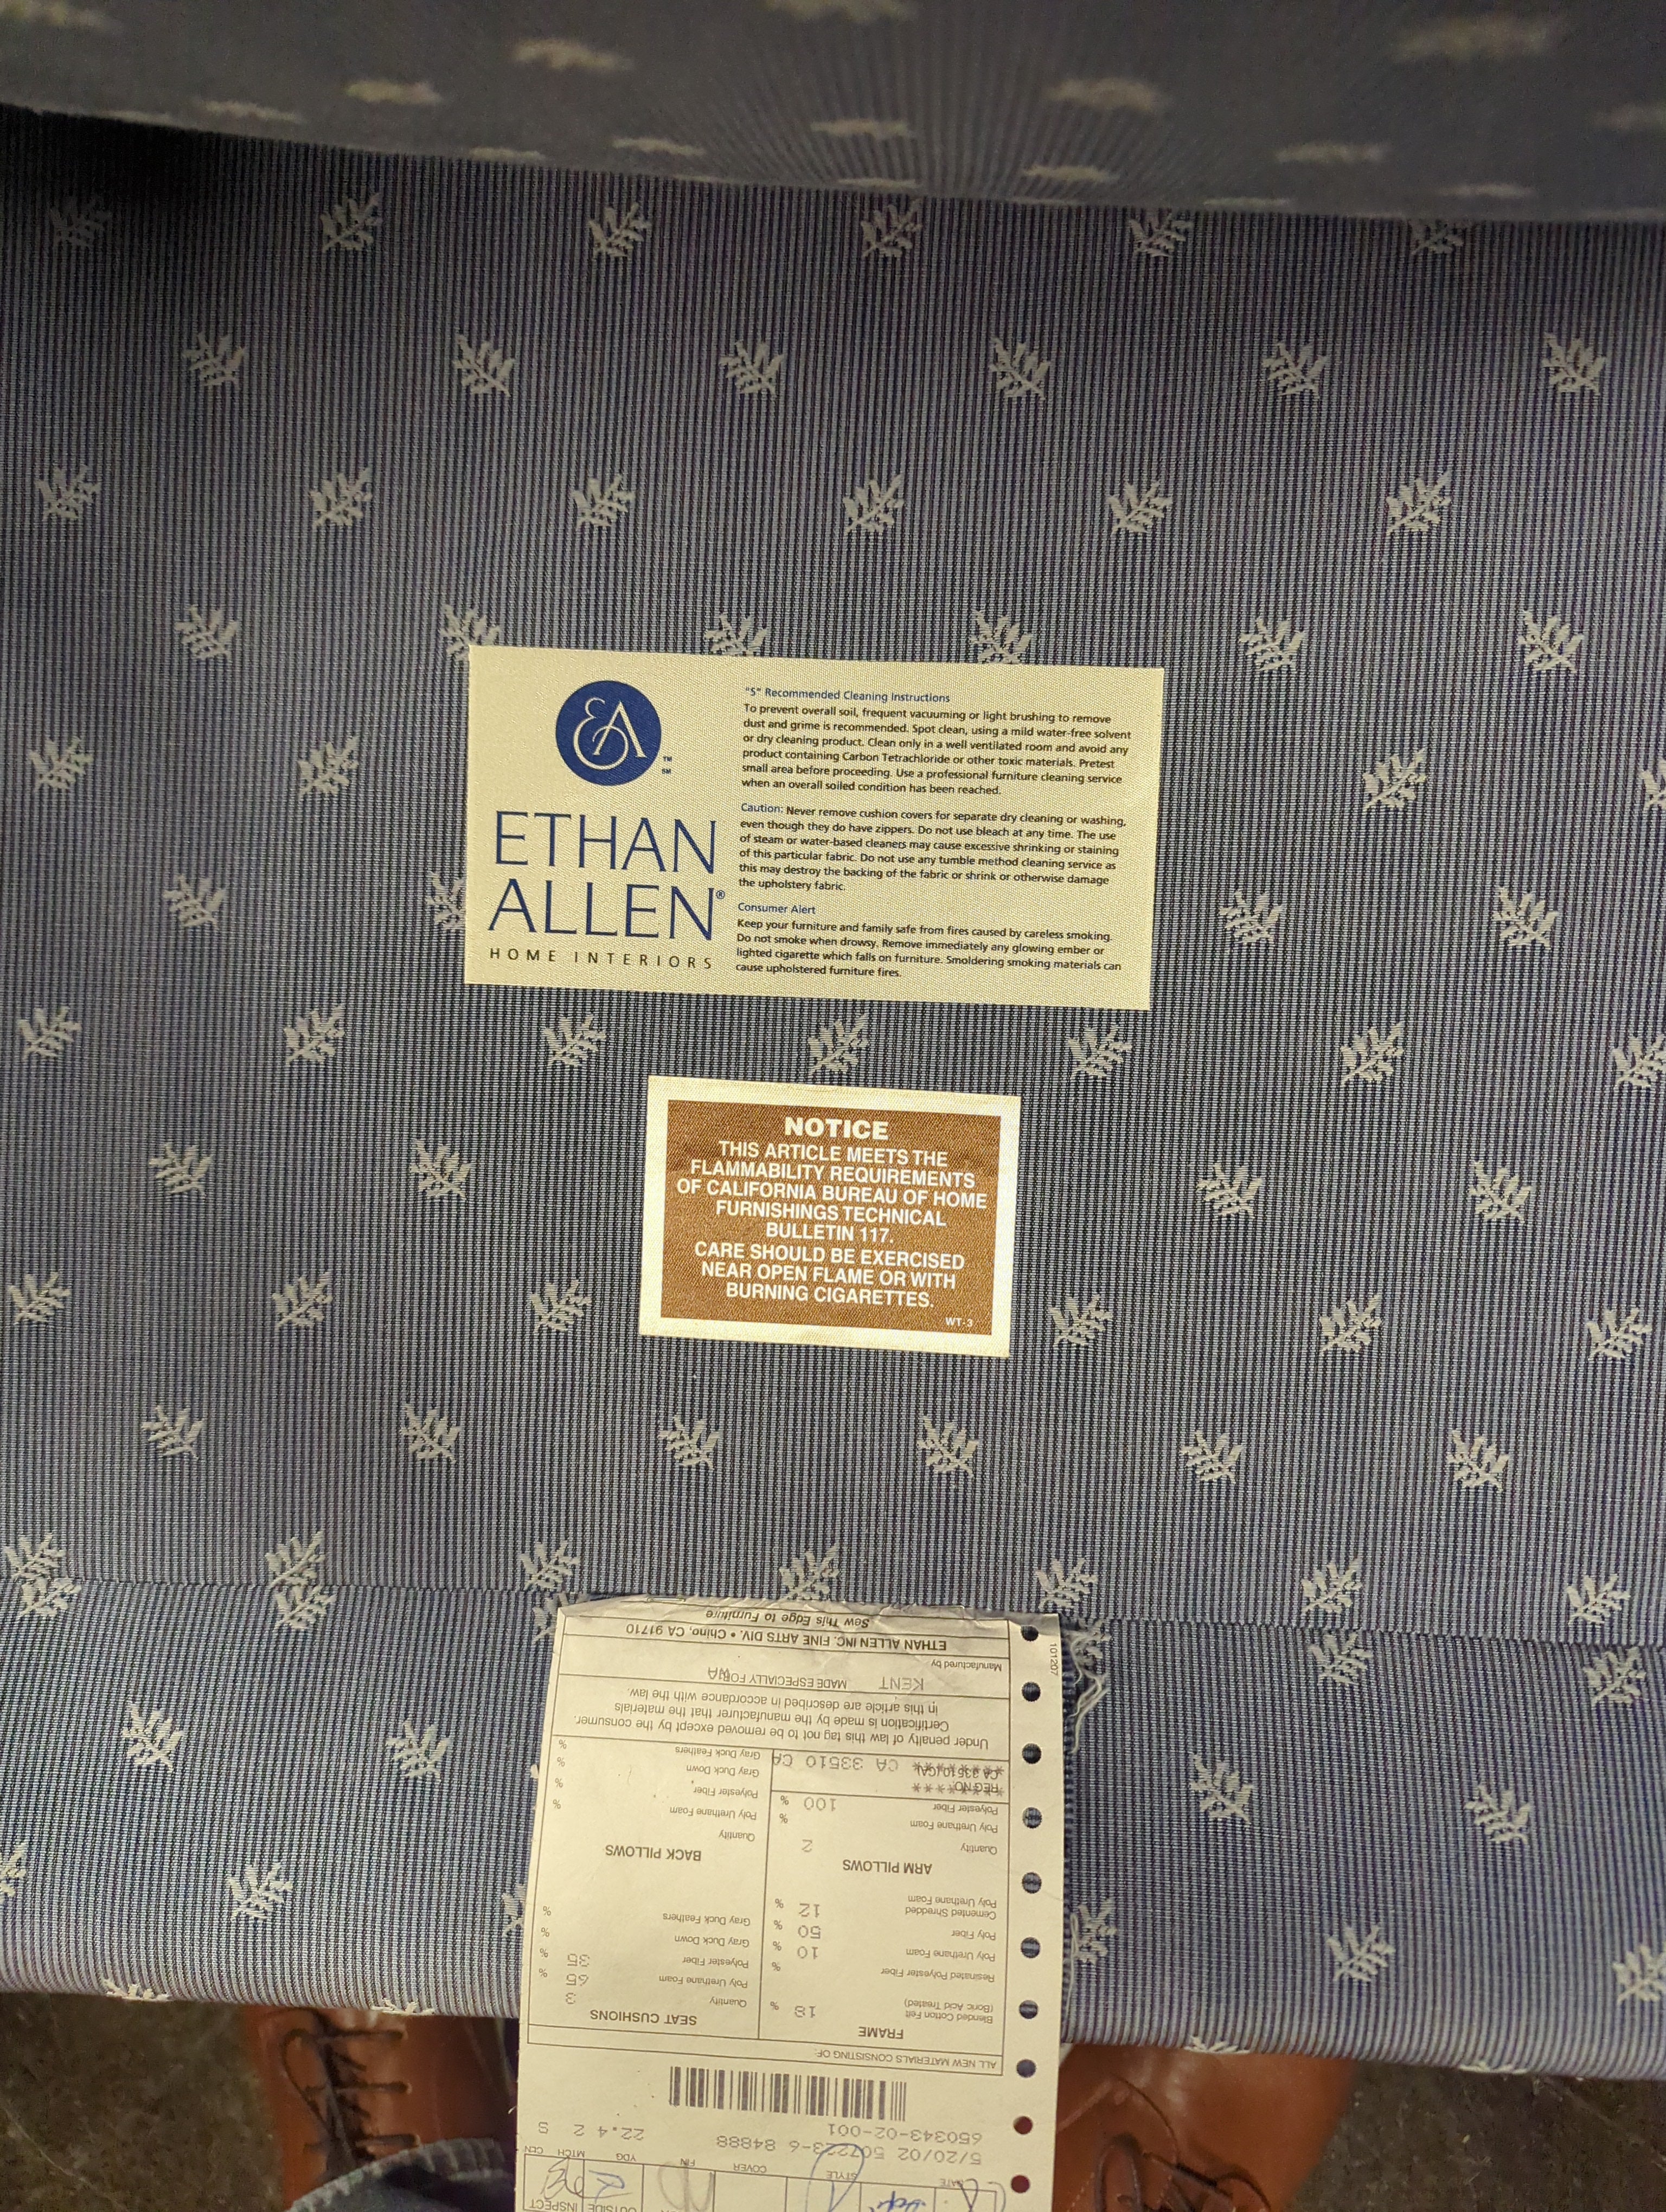 EA
TM
SM
ETHAN
ALLEN®
HOME INTERIORS
"S" Recommended Cleaning Instructions
To prevent overall soil, frequent vacuuming or light brushing to remove
dust and grime is recommended. Spot clean, using a mild water-free solvent
or dry cleaning product. Clean only in a well ventilated room and avoid any
product containing Carbon Tetrachloride or other toxic materials. Pretest
small area before proceeding. Use a professional furniture cleaning service
when an overall soiled condition has been reached.
Caution: Never remove cushion covers for separate dry cleaning or washing,
even though they do have zippers. Do not use bleach at any time. The use
of steam or water-based cleaners may cause excessive shrinking or staining
of this particular fabric. Do not use any tumble method cleaning service as
this may destroy the backing of the fabric or shrink or otherwise damage
the upholstery fabric.
Consumer Alert
Keep your furniture and family safe from fires caused by careless smoking.
Do not smoke when drowsy. Remove immediately any glowing ember or
lighted cigarette which falls on furniture. Smoldering smoking materials can
cause upholstered furniture fires.
NOTICE
THIS ARTICLE MEETS THE
FLAMMABILITY REQUIREMENTS
OF CALIFORNIA BUREAU OF HOME
FURNISHINGS TECHNICAL
BULLETIN 117.
CARE SHOULD BE EXERCISED
NEAR OPEN FLAME OR WITH
BURNING CIGARETTES.
WT-3
OUTSIDE INSPECT
DATE STYLE COVER FIN YDG MTCH CEN
5/20/02 84888 22.4 2 S
650343-02-001
ALL NEW MATERIALS CONSISTING OF:
FRAME
Blended Cotton Felt
(Boric Acid Treated) 18 %
Resinated Polyester Fiber %
Poly Urethane Foam 10 %
Poly Fiber 50 %
Cemented Shredded
Poly Urethane Foam 12 %
ARM PILLOWS
Quantity 2
Poly Urethane Foam %
Polyester Fiber 100 %
SEAT CUSHIONS
Quantity 3
Poly Urethane Foam 65 %
Polyester Fiber 35 %
Gray Duck Down %
Gray Duck Feathers %
BACK PILLOWS
Quantity
Poly Urethane Foam %
Polyester Fiber %
Gray Duck Down %
Gray Duck Feathers %
REG NO.
CA 33510 (CA) CA 33510 CA
Under penalty of law this tag not to be removed except by the consumer.
Certification is made by the manufacturer that the materials
in this article are described in accordance with the law.
KENT MADE ESPECIALLY FOR WA
Manufactured by
ETHAN ALLEN INC. FINE ARTS DIV. • Chino, CA 91710
Sew This Edge to Furniture
101207